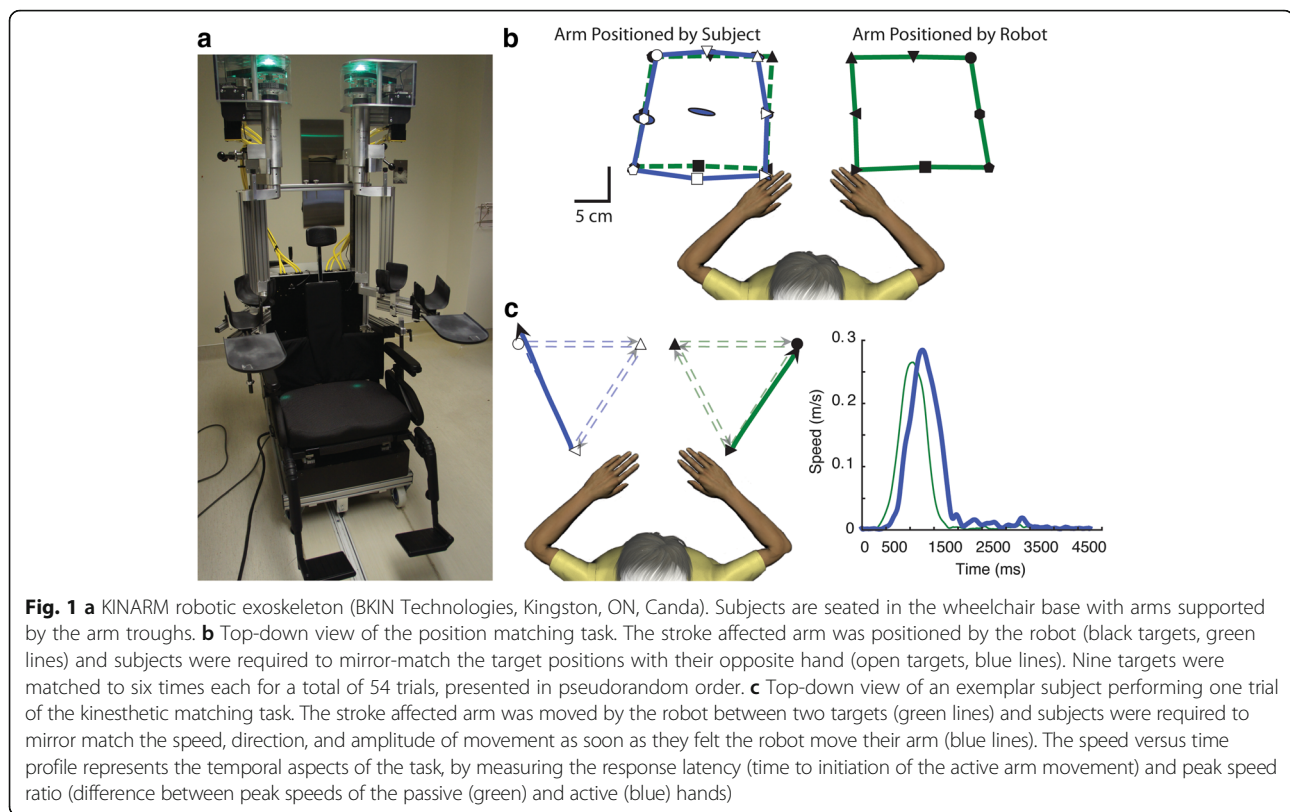 a
b
Arm Positioned by Subject
Arm Positioned by Robot
5 cm
c
0.3
0.2
0.1
0
Speed (m/s)
0 500 1500 2500 3500 4500
Time (ms)
Fig. 1 a KINARM robotic exoskeleton (BKIN Technologies, Kingston, ON, Canda). Subjects are seated in the wheelchair base with arms supported
by the arm troughs. b Top-down view of the position matching task. The stroke affected arm was positioned by the robot (black targets, green
lines) and subjects were required to mirror-match the target positions with their opposite hand (open targets, blue lines). Nine targets were
matched to six times each for a total of 54 trials, presented in pseudorandom order. c Top-down view of an exemplar subject performing one trial
of the kinesthetic matching task. The stroke affected arm was moved by the robot between two targets (green lines) and subjects were required to
mirror match the speed, direction, and amplitude of movement as soon as they felt the robot move their arm (blue lines). The speed versus time
profile represents the temporal aspects of the task, by measuring the response latency (time to initiation of the active arm movement) and peak speed
ratio (difference between peak speeds of the passive (green) and active (blue) hands)